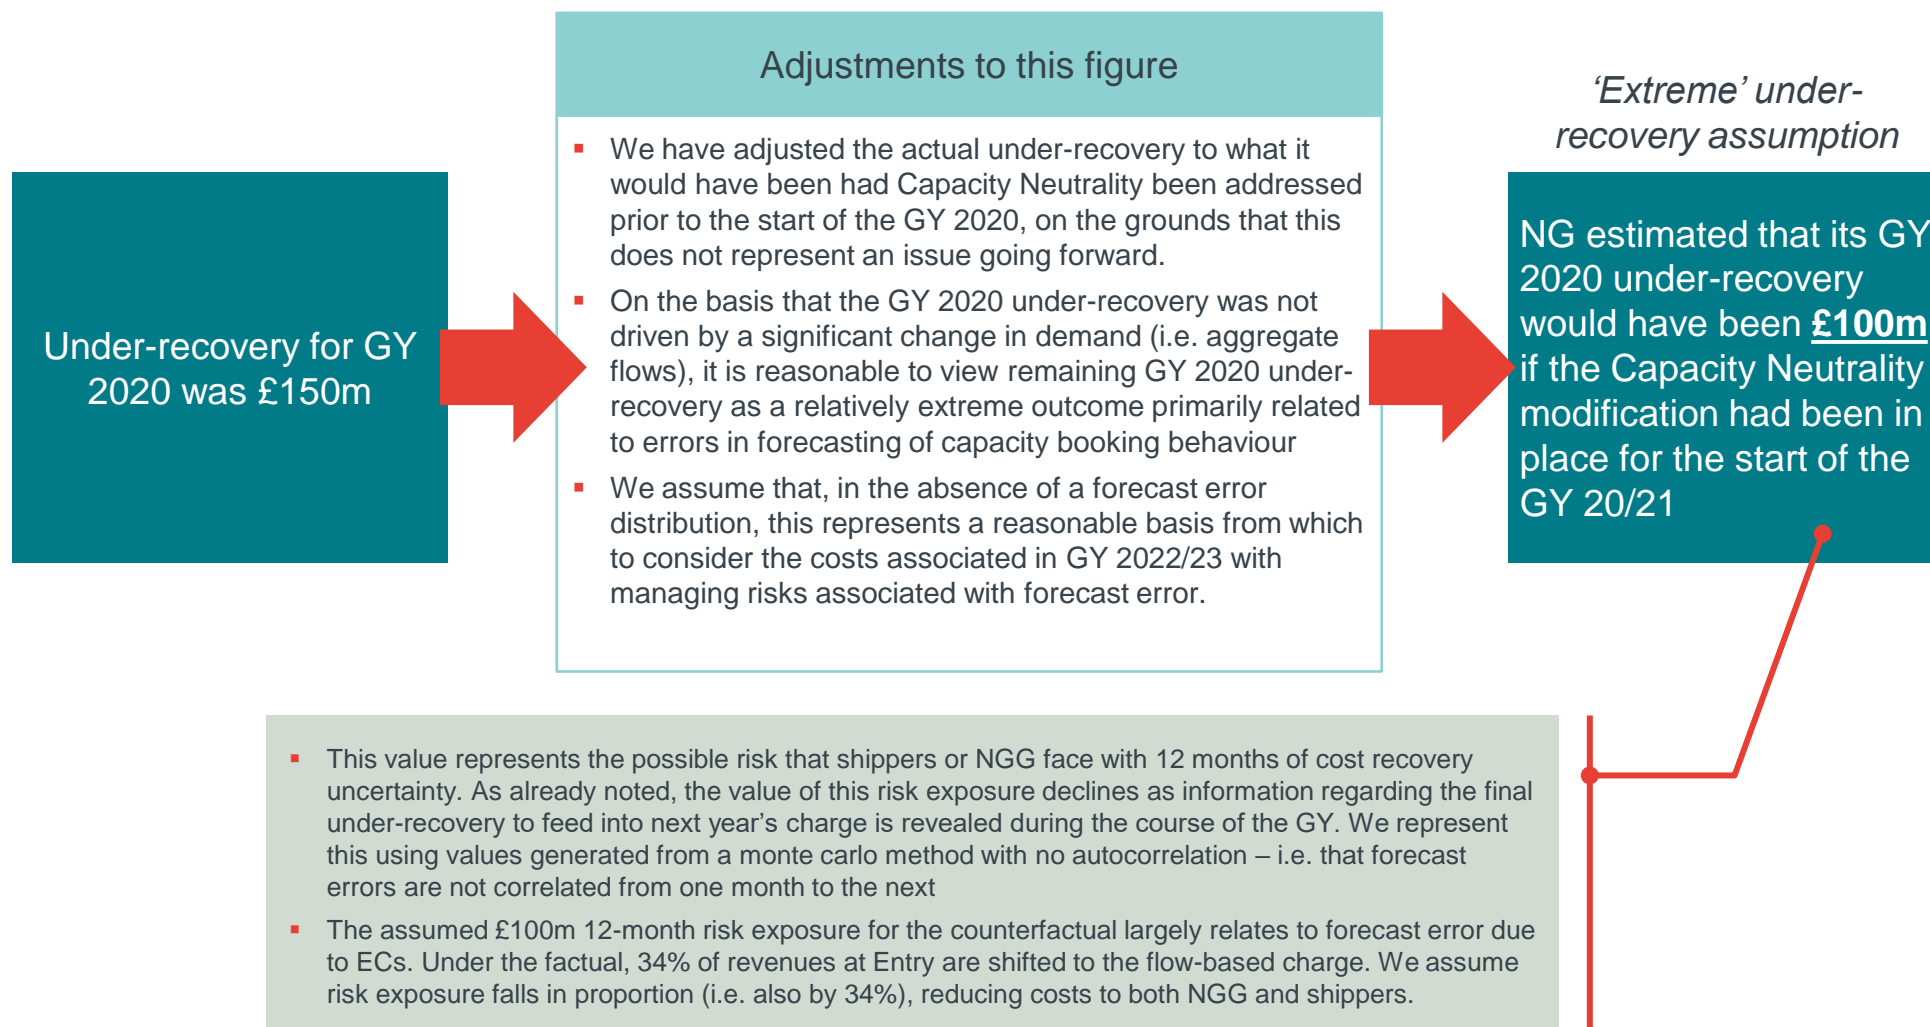 Under-recovery for GY
2020 was £150m
Adjustments to this figure
▪ We have adjusted the actual under-recovery to what it
would have been had Capacity Neutrality been addressed
prior to the start of the GY 2020, on the grounds that this
does not represent an issue going forward.
▪ On the basis that the GY 2020 under-recovery was not
driven by a significant change in demand (i.e. aggregate
flows), it is reasonable to view remaining GY 2020 under-
recovery as a relatively extreme outcome primarily related
to errors in forecasting of capacity booking behaviour
▪ We assume that, in the absence of a forecast error
distribution, this represents a reasonable basis from which
to consider the costs associated in GY 2022/23 with
managing risks associated with forecast error.
‘Extreme’ under-
recovery assumption
NG estimated that its GY
2020 under-recovery
would have been £100m
if the Capacity Neutrality
modification had been in
place for the start of the
GY 20/21
▪ This value represents the possible risk that shippers or NGG face with 12 months of cost recovery
uncertainty. As already noted, the value of this risk exposure declines as information regarding the final
under-recovery to feed into next year’s charge is revealed during the course of the GY. We represent
this using values generated from a monte carlo method with no autocorrelation – i.e. that forecast
errors are not correlated from one month to the next
▪ The assumed £100m 12-month risk exposure for the counterfactual largely relates to forecast error due
to ECs. Under the factual, 34% of revenues at Entry are shifted to the flow-based charge. We assume
risk exposure falls in proportion (i.e. also by 34%), reducing costs to both NGG and shippers.